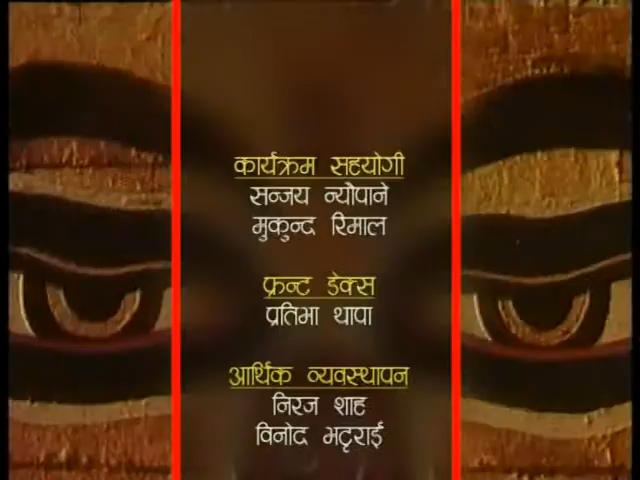 कार्यक्रम सहयोगी
सन्जय न्योपाने
मुकुन्द रिमाल
फ्रन्ट डेक्स
प्रतिभा थापा
आर्थिक व्यवस्थापन
निरज शाह
विनोद भट्टराई